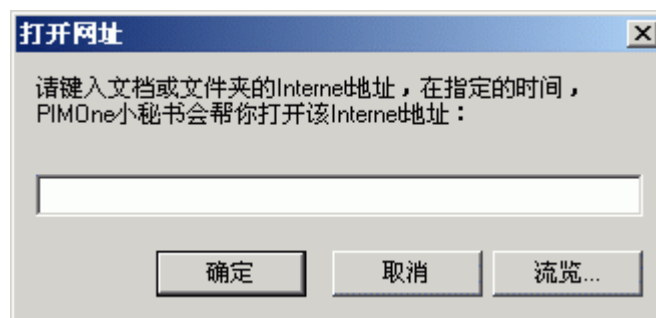 打开网址
请键入文档或文件夹的Internet地址，在指定的时间，
PIMOne小秘书会帮你打开该Internet地址：
确定
取消
流览...